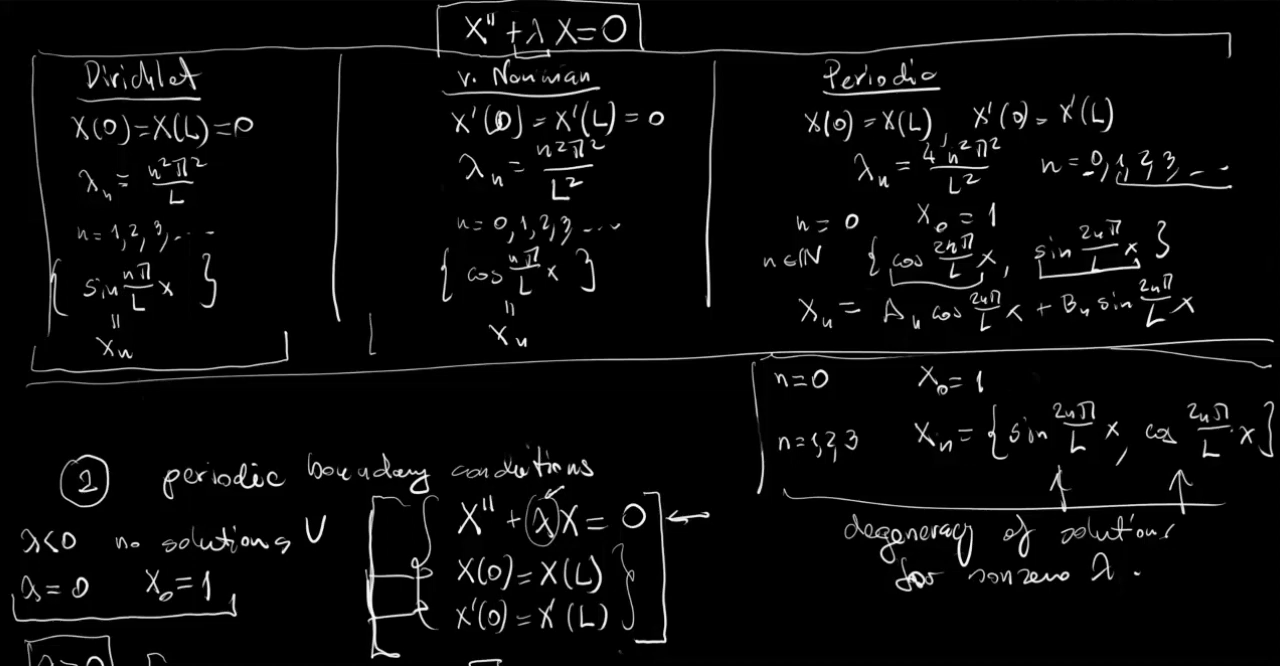 X'' + λ X = 0
Dirichlet
X(0) = X(L) = 0
λₙ = n²π²/L
n = 1, 2, 3, ...
{ sin nπ/L x }
=
Xₙ
v. Nouman
X'(0) = X'(L) = 0
λₙ = n²π²/L²
n = 0, 1, 2, 3 ...
{ cos nπ/L x }
=
Xₙ
Periodic
X(0) = X(L), X'(0) = X'(L)
λₙ = 4n²π²/L² n = 0, 1, 2, 3, ...
n = 0 X₀ = 1
n ∈ ℕ { cos 2nπ/L x, sin 2nπ/L x }
Xₙ = Aₙ cos 2nπ/L x + Bₙ sin 2nπ/L x
n = 0 X₀ = 1
n = 1, 2, 3 Xₙ = { sin 2nπ/L x, cos 2nπ/L x }
degeneracy of solutions
for nonzero λ.
2 periodic boundary conditions
λ < 0 no solutions V
λ = 0 X₀ = 1
X'' + λX = 0 ←
X(0) = X(L)
X'(0) = X'(L)